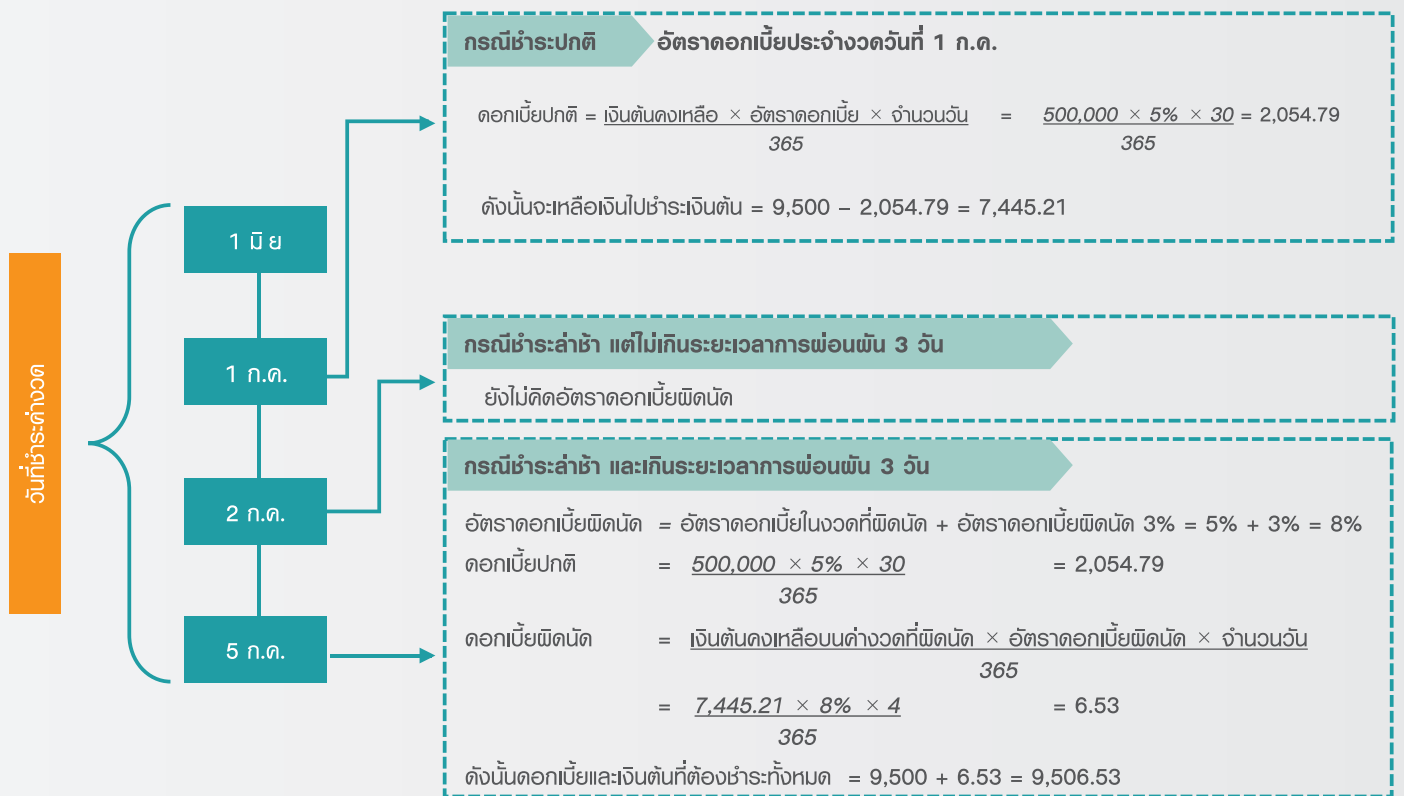 วันที่ชำระค่างวด
1 มิ ย
1 ก.ค.
2 ก.ค.
5 ก.ค.
กรณีชำระปกติ อัตราดอกเบี้ยประจำงวดวันที่ 1 ก.ค.
ดอกเบี้ยปกติ = เงินต้นคงเหลือ × อัตราดอกเบี้ย × จำนวนวัน = 500,000 × 5% × 30 = 2,054.79
365 365
ดังนั้นจะเหลือเงินไปชำระเงินต้น = 9,500 – 2,054.79 = 7,445.21
กรณีชำระล่าช้า แต่ไม่เกินระยะเวลาการผ่อนผัน 3 วัน
ยังไม่คิดอัตราดอกเบี้ยผิดนัด
กรณีชำระล่าช้า และเกินระยะเวลาการผ่อนผัน 3 วัน
อัตราดอกเบี้ยผิดนัด = อัตราดอกเบี้ยในงวดที่ผิดนัด + อัตราดอกเบี้ยผิดนัด 3% = 5% + 3% = 8%
ดอกเบี้ยปกติ = 500,000 × 5% × 30 = 2,054.79
365
ดอกเบี้ยผิดนัด = เงินต้นคงเหลือบนค่างวดที่ผิดนัด × อัตราดอกเบี้ยผิดนัด × จำนวนวัน
365
= 7,445.21 × 8% × 4 = 6.53
365
ดังนั้นดอกเบี้ยและเงินต้นที่ต้องชำระทั้งหมด = 9,500 + 6.53 = 9,506.53